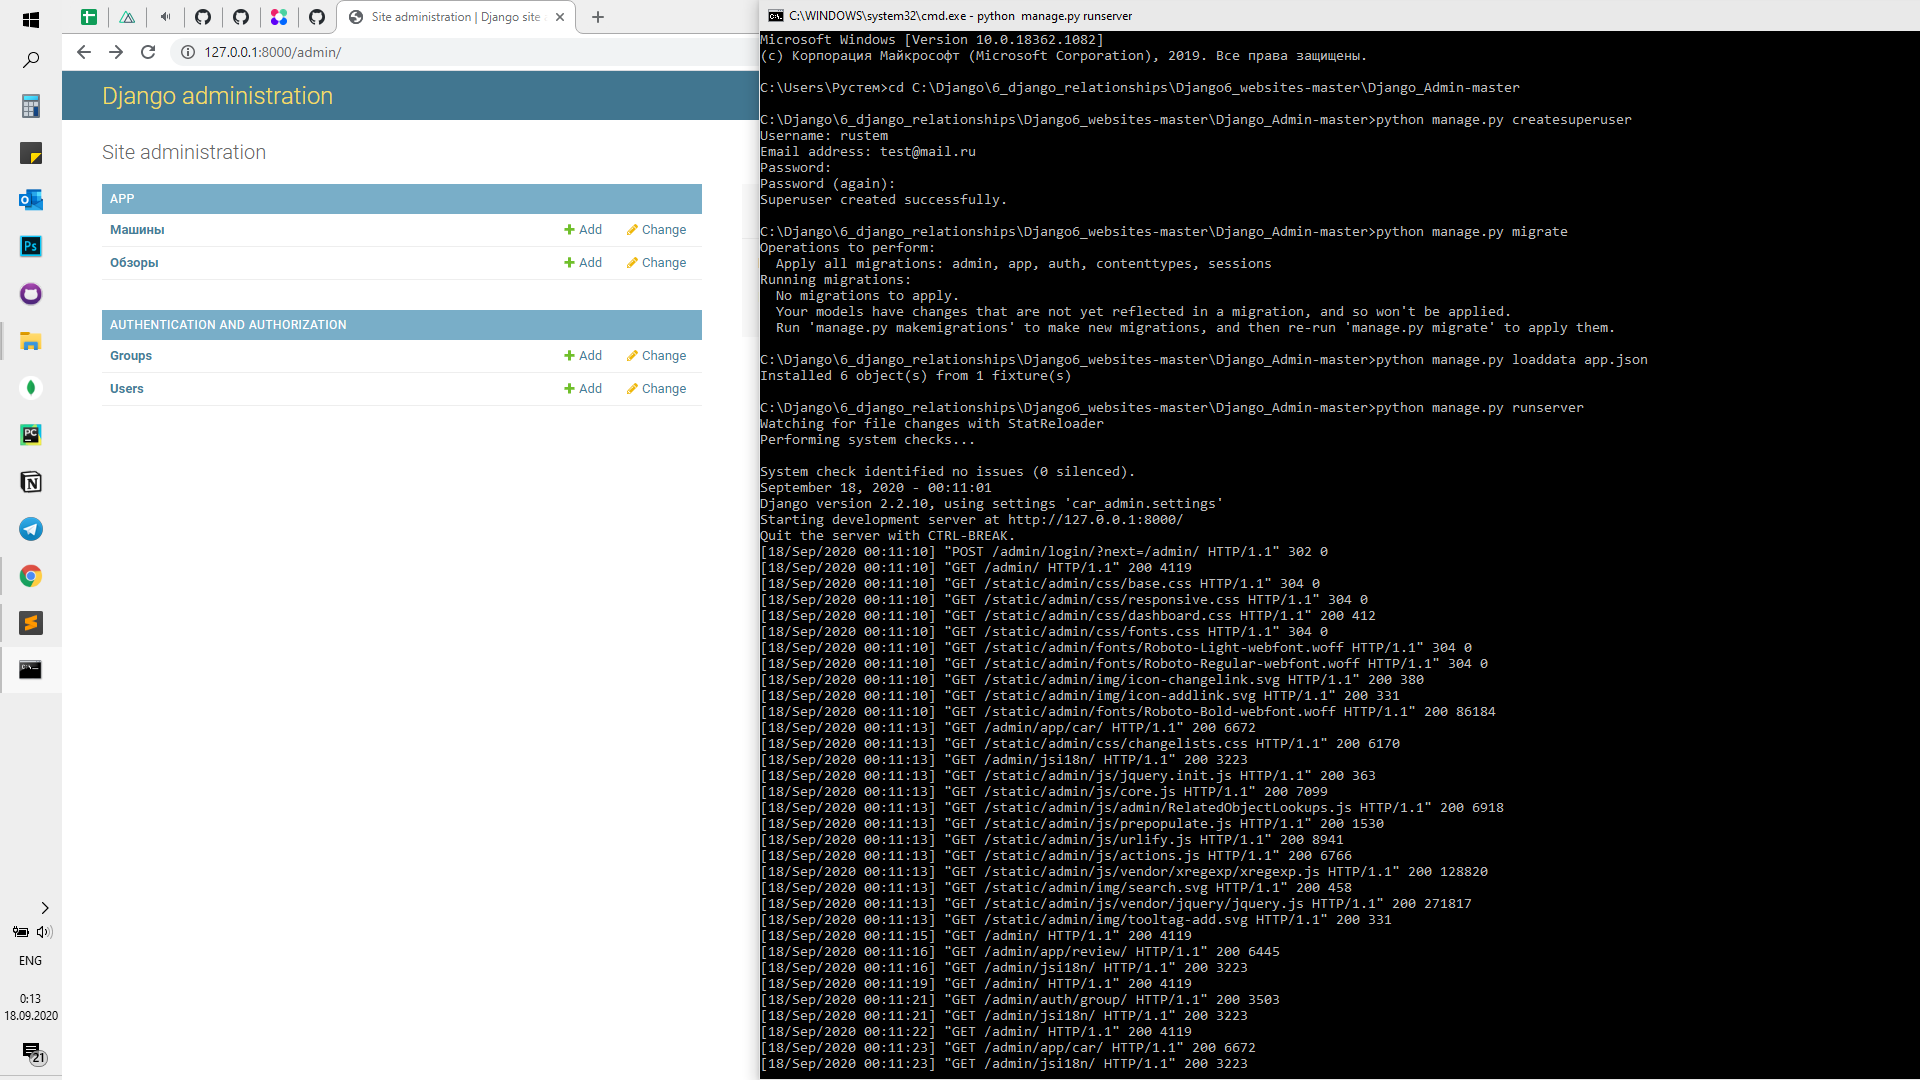 Site administration | Django site
127.0.0.1:8000/admin/
Django administration
Site administration
APP
Машины
Add
Change
Обзоры
Add
Change
AUTHENTICATION AND AUTHORIZATION
Groups
Add
Change
Users
Add
Change
Ps
PC
ENG
0:13
18.09.2020
21
C:\WINDOWS\system32\cmd.exe - python  manage.py runserver
Microsoft Windows [Version 10.0.18362.1082]
(c) Корпорация Майкрософт (Microsoft Corporation), 2019. Все права защищены.
C:\Users\Рустем>cd C:\Django\6_django_relationships\Django6_websites-master\Django_Admin-master
C:\Django\6_django_relationships\Django6_websites-master\Django_Admin-master>python manage.py createsuperuser
Username: rustem
Email address: test@mail.ru
Password:
Password (again):
Superuser created successfully.
C:\Django\6_django_relationships\Django6_websites-master\Django_Admin-master>python manage.py migrate
Operations to perform:
  Apply all migrations: admin, app, auth, contenttypes, sessions
Running migrations:
  No migrations to apply.
  Your models have changes that are not yet reflected in a migration, and so won't be applied.
  Run 'manage.py makemigrations' to make new migrations, and then re-run 'manage.py migrate' to apply them.
C:\Django\6_django_relationships\Django6_websites-master\Django_Admin-master>python manage.py loaddata app.json
Installed 6 object(s) from 1 fixture(s)
C:\Django\6_django_relationships\Django6_websites-master\Django_Admin-master>python manage.py runserver
Watching for file changes with StatReloader
Performing system checks...
System check identified no issues (0 silenced).
September 18, 2020 - 00:11:01
Django version 2.2.10, using settings 'car_admin.settings'
Starting development server at http://127.0.0.1:8000/
Quit the server with CTRL-BREAK.
[18/Sep/2020 00:11:10] "POST /admin/login/?next=/admin/ HTTP/1.1" 302 0
[18/Sep/2020 00:11:10] "GET /admin/ HTTP/1.1" 200 4119
[18/Sep/2020 00:11:10] "GET /static/admin/css/base.css HTTP/1.1" 304 0
[18/Sep/2020 00:11:10] "GET /static/admin/css/responsive.css HTTP/1.1" 304 0
[18/Sep/2020 00:11:10] "GET /static/admin/css/dashboard.css HTTP/1.1" 200 412
[18/Sep/2020 00:11:10] "GET /static/admin/css/fonts.css HTTP/1.1" 304 0
[18/Sep/2020 00:11:10] "GET /static/admin/fonts/Roboto-Light-webfont.woff HTTP/1.1" 304 0
[18/Sep/2020 00:11:10] "GET /static/admin/fonts/Roboto-Regular-webfont.woff HTTP/1.1" 304 0
[18/Sep/2020 00:11:10] "GET /static/admin/img/icon-changelink.svg HTTP/1.1" 200 380
[18/Sep/2020 00:11:10] "GET /static/admin/img/icon-addlink.svg HTTP/1.1" 200 331
[18/Sep/2020 00:11:10] "GET /static/admin/fonts/Roboto-Bold-webfont.woff HTTP/1.1" 200 86184
[18/Sep/2020 00:11:13] "GET /admin/app/car/ HTTP/1.1" 200 6672
[18/Sep/2020 00:11:13] "GET /static/admin/css/changelists.css HTTP/1.1" 200 6170
[18/Sep/2020 00:11:13] "GET /admin/jsi18n/ HTTP/1.1" 200 3223
[18/Sep/2020 00:11:13] "GET /static/admin/js/jquery.init.js HTTP/1.1" 200 363
[18/Sep/2020 00:11:13] "GET /static/admin/js/core.js HTTP/1.1" 200 7099
[18/Sep/2020 00:11:13] "GET /static/admin/js/admin/RelatedObjectLookups.js HTTP/1.1" 200 6918
[18/Sep/2020 00:11:13] "GET /static/admin/js/prepopulate.js HTTP/1.1" 200 1530
[18/Sep/2020 00:11:13] "GET /static/admin/js/urlify.js HTTP/1.1" 200 8941
[18/Sep/2020 00:11:13] "GET /static/admin/js/actions.js HTTP/1.1" 200 6766
[18/Sep/2020 00:11:13] "GET /static/admin/js/vendor/xregexp/xregexp.js HTTP/1.1" 200 128820
[18/Sep/2020 00:11:13] "GET /static/admin/img/search.svg HTTP/1.1" 200 458
[18/Sep/2020 00:11:13] "GET /static/admin/js/vendor/jquery/jquery.js HTTP/1.1" 200 271817
[18/Sep/2020 00:11:13] "GET /static/admin/img/tooltag-add.svg HTTP/1.1" 200 331
[18/Sep/2020 00:11:15] "GET /admin/ HTTP/1.1" 200 4119
[18/Sep/2020 00:11:16] "GET /admin/app/review/ HTTP/1.1" 200 6445
[18/Sep/2020 00:11:16] "GET /admin/jsi18n/ HTTP/1.1" 200 3223
[18/Sep/2020 00:11:19] "GET /admin/ HTTP/1.1" 200 4119
[18/Sep/2020 00:11:21] "GET /admin/auth/group/ HTTP/1.1" 200 3503
[18/Sep/2020 00:11:21] "GET /admin/jsi18n/ HTTP/1.1" 200 3223
[18/Sep/2020 00:11:22] "GET /admin/ HTTP/1.1" 200 4119
[18/Sep/2020 00:11:23] "GET /admin/app/car/ HTTP/1.1" 200 6672
[18/Sep/2020 00:11:23] "GET /admin/jsi18n/ HTTP/1.1" 200 3223